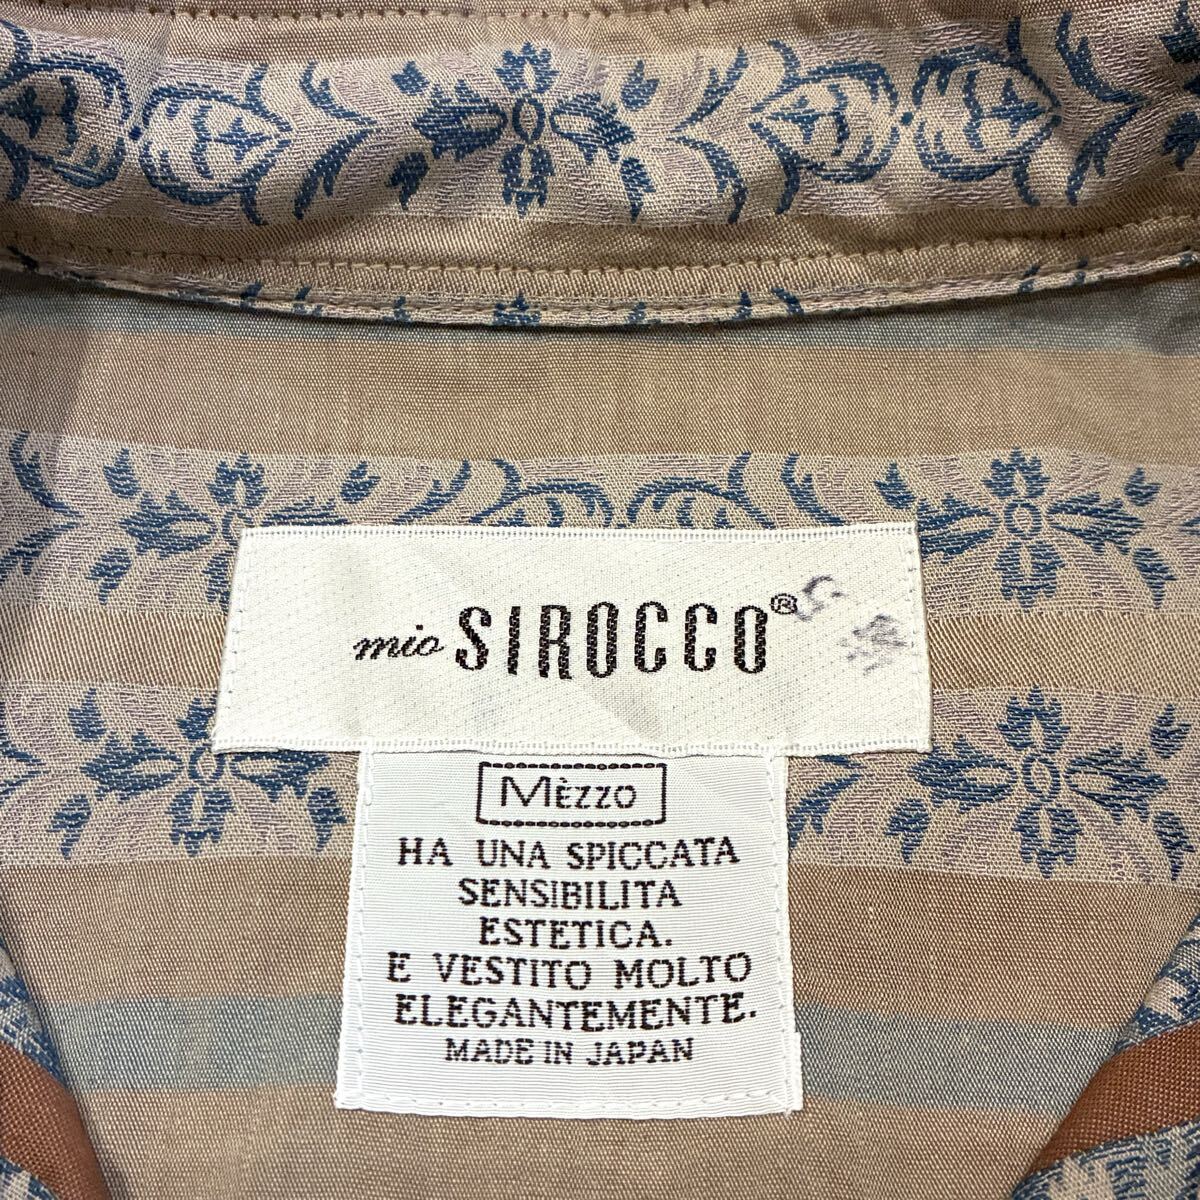 mio SIROCCO®
MÈZZO
HA UNA SPICCATA
SENSIBILITA
ESTETICA.
E VESTITO MOLTO
ELEGANTEMENTE.
MADE IN JAPAN